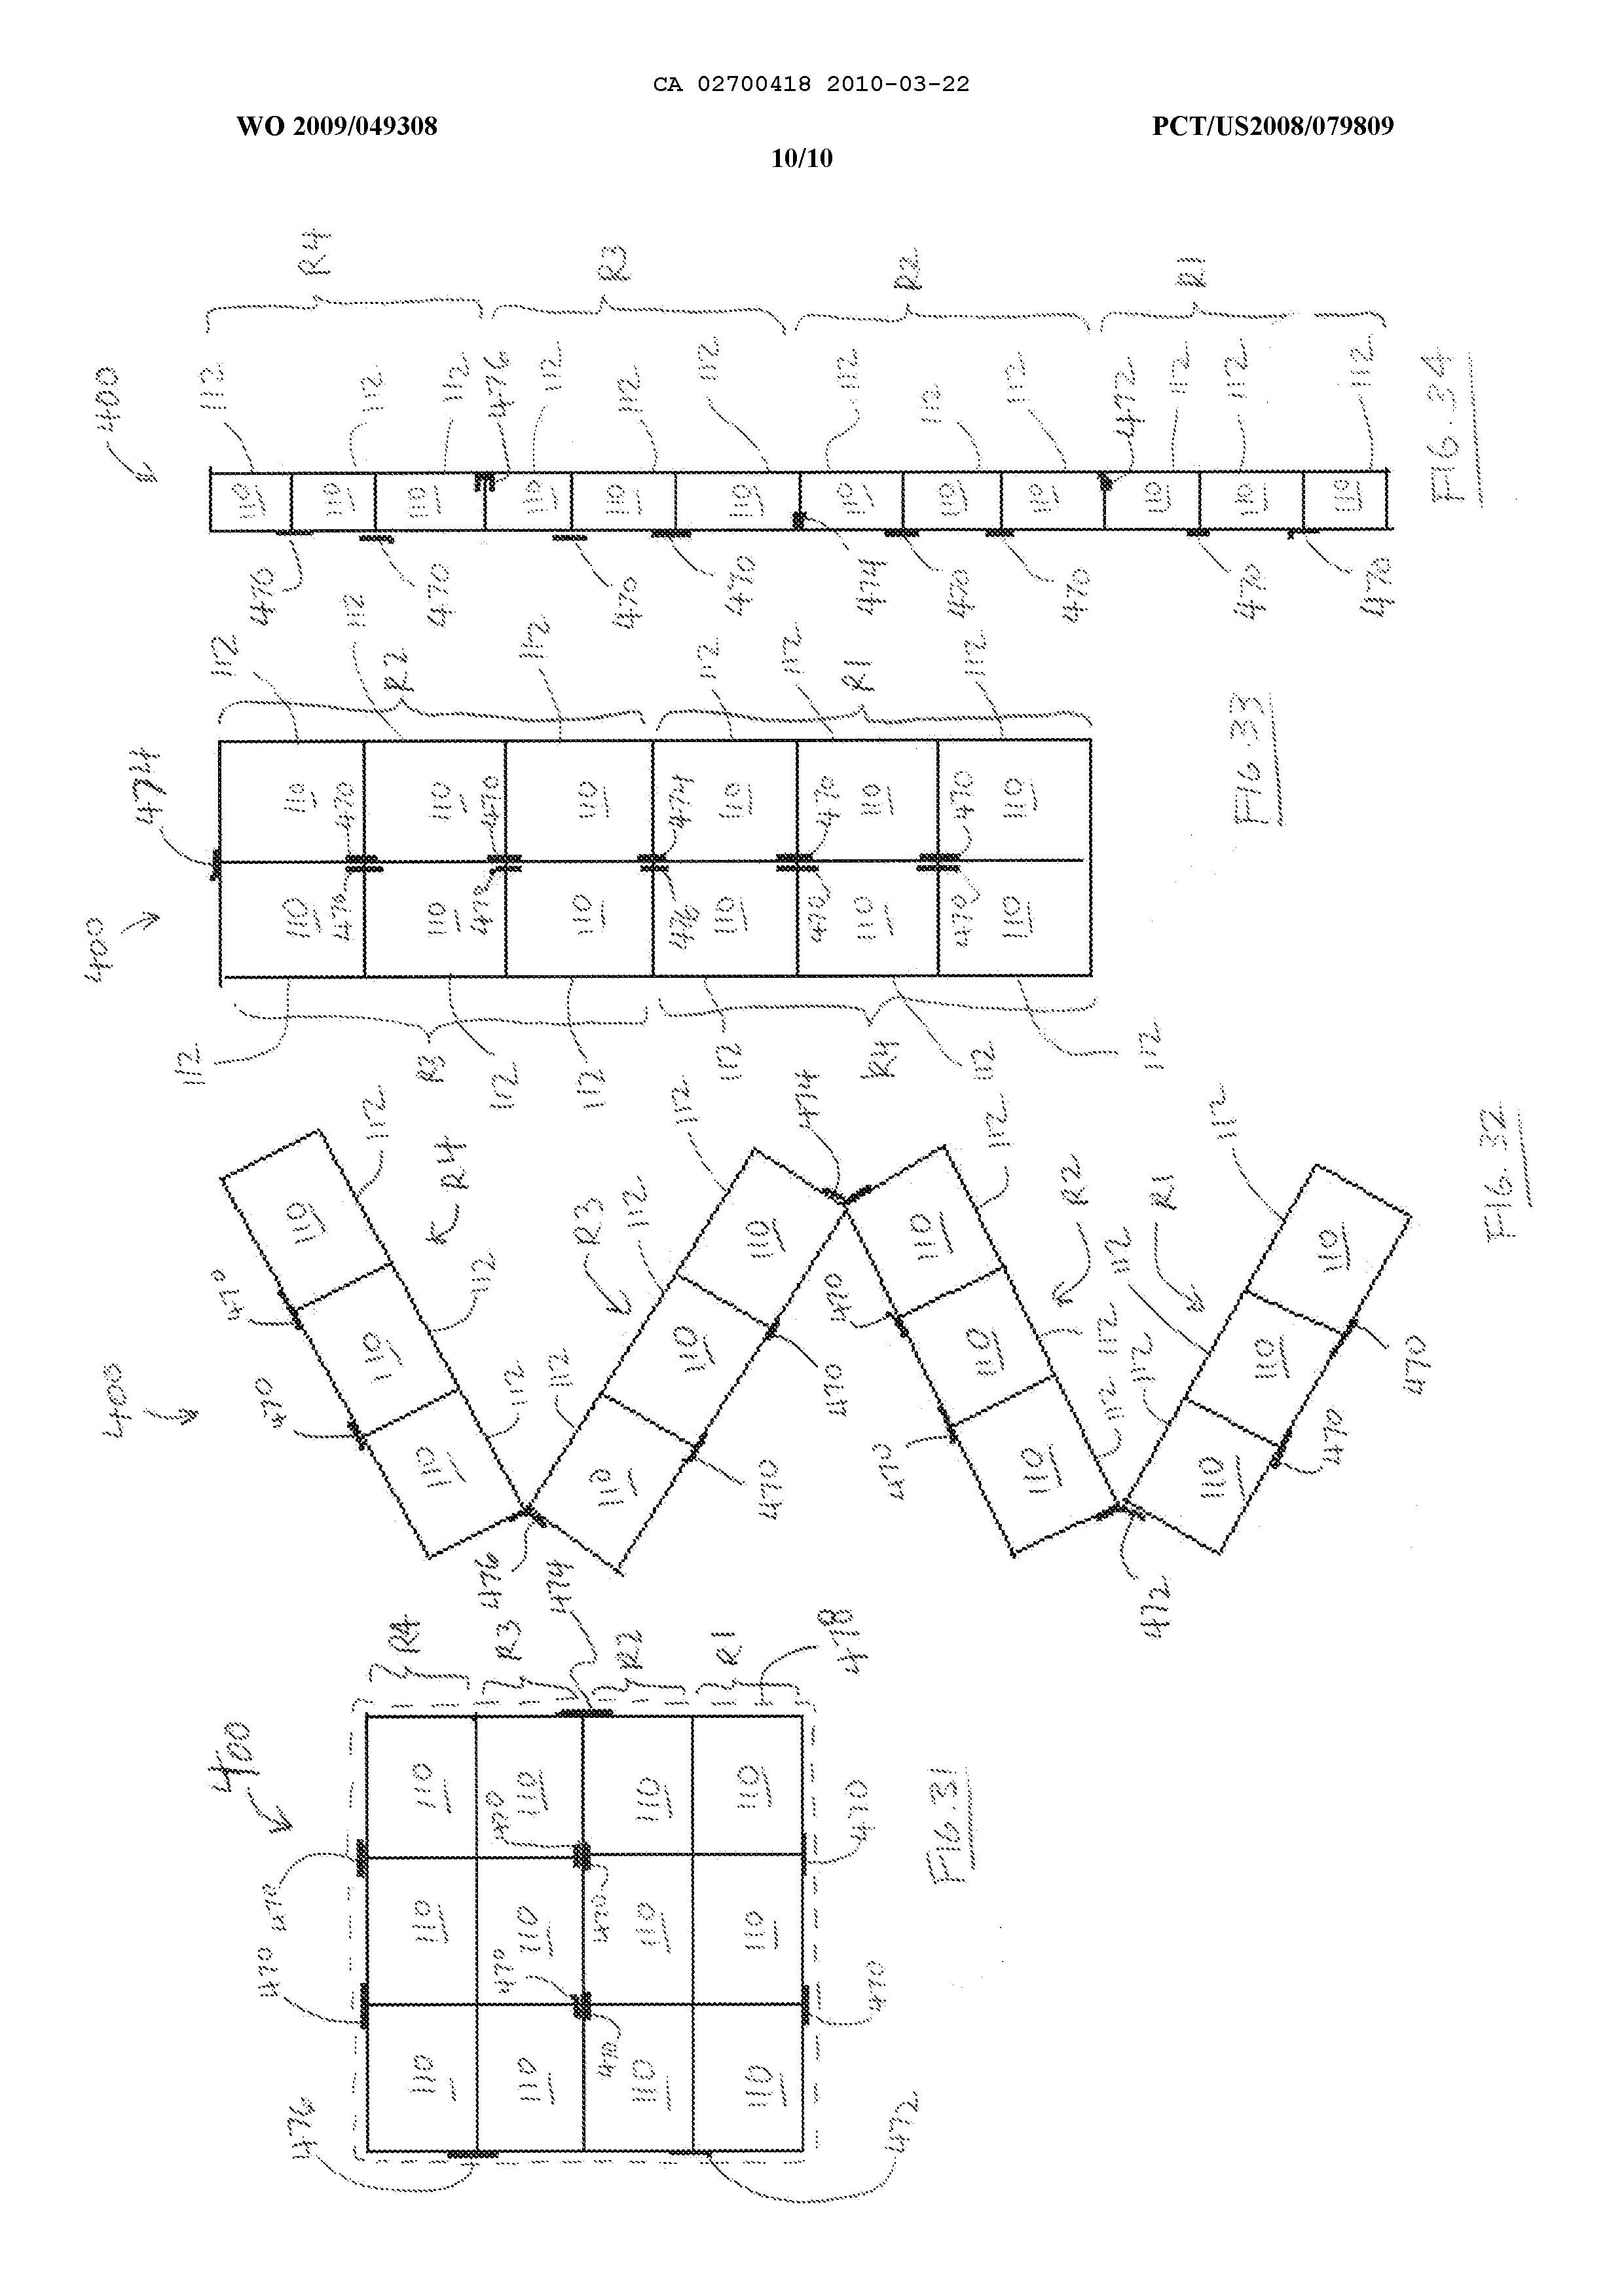 CA 02700418 2010-03-22
WO 2009/049308 PCT/US2008/079809
10/10
R4 R3 R2 R1
112 112 112 476 112 112 112 112 112 112 472 112 112 112
400
110 110 110 110 110 110 110 110 110 110 110 110
470 470 470 470 474 470 470 470 470
FIG. 34
112 112 112 112 112 112
R2 R1
474
110 470 110 470 110 474 110 470 110 470 110
400
110 470 110 470 110 476 110 470 110 470 110
R3 R4
112 112 112 112 112 112
FIG. 33
112 R4 112 474 112 112
110 R3 112 110 110 R2 112 R1 110
470 112 110 470 112
110 110 110 112 112 110 470
400 470 112 112 470 470
110 110 470 110 110 470
476 472
FIG. 32
R4 R3 474 R2 R1 478
400
110 110 110 110
470 470 470
110 110 470 110 110
470 470 470
110 110 470 110 110
476 472
FIG. 31